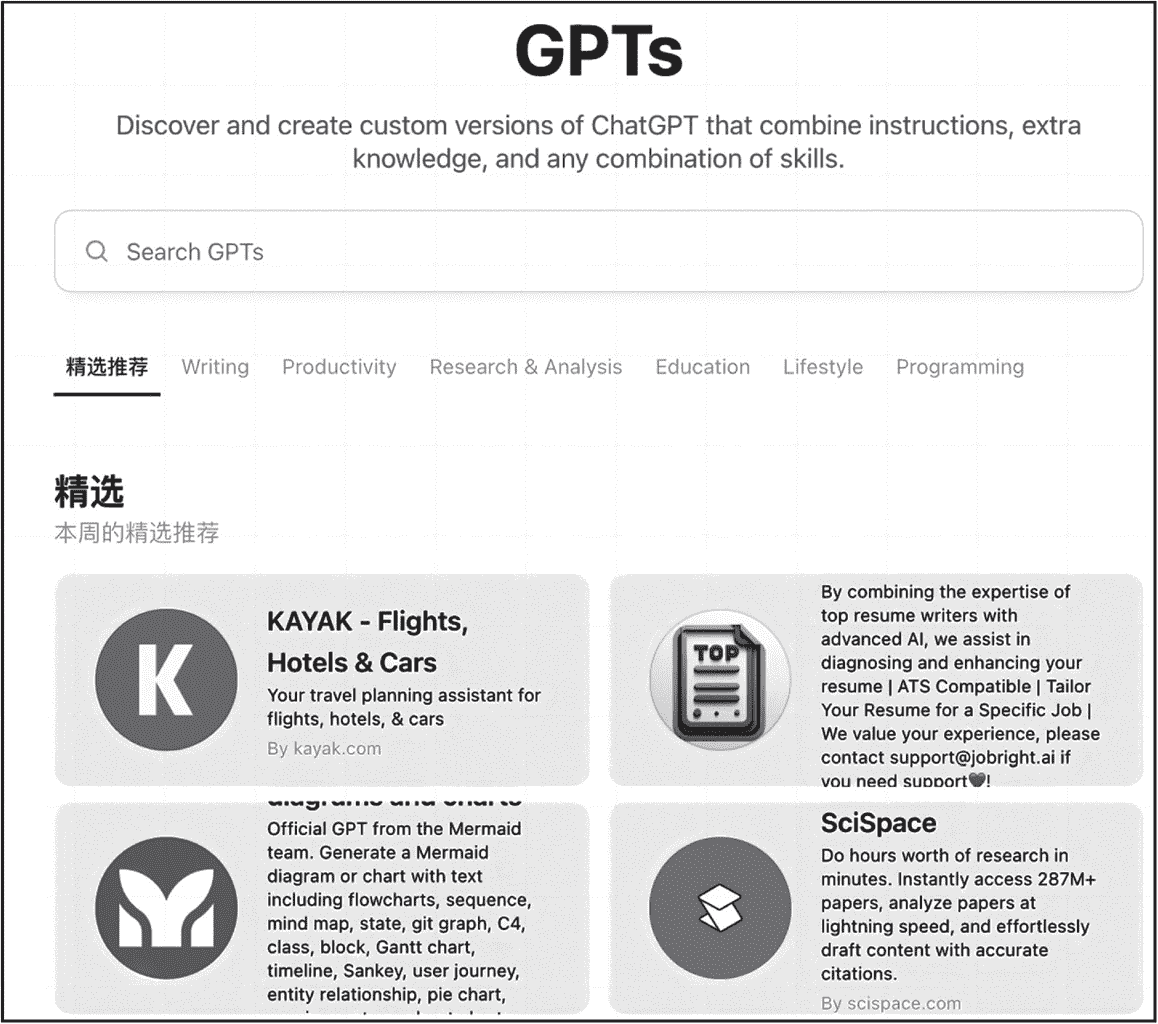 GPTs
Discover and create custom versions of ChatGPT that combine instructions, extra
knowledge, and any combination of skills.
Search GPTs
精选推荐 Writing Productivity Research & Analysis Education Lifestyle Programming
精选
本周的精选推荐
KAYAK - Flights,
Hotels & Cars
Your travel planning assistant for
flights, hotels, & cars
By kayak.com
K
TOP
By combining the expertise of
top resume writers with
advanced AI, we assist in
diagnosing and enhancing your
resume | ATS Compatible | Tailor
Your Resume for a Specific Job |
We value your experience, please
contact support@jobright.ai if
you need support🖤!
diagrams and charts
Official GPT from the Mermaid
team. Generate a Mermaid
diagram or chart with text
including flowcharts, sequence,
mind map, state, git graph, C4,
class, block, Gantt chart,
timeline, Sankey, user journey,
entity relationship, pie chart,
SciSpace
Do hours worth of research in
minutes. Instantly access 287M+
papers, analyze papers at
lightning speed, and effortlessly
draft content with accurate
citations.
By scispace.com